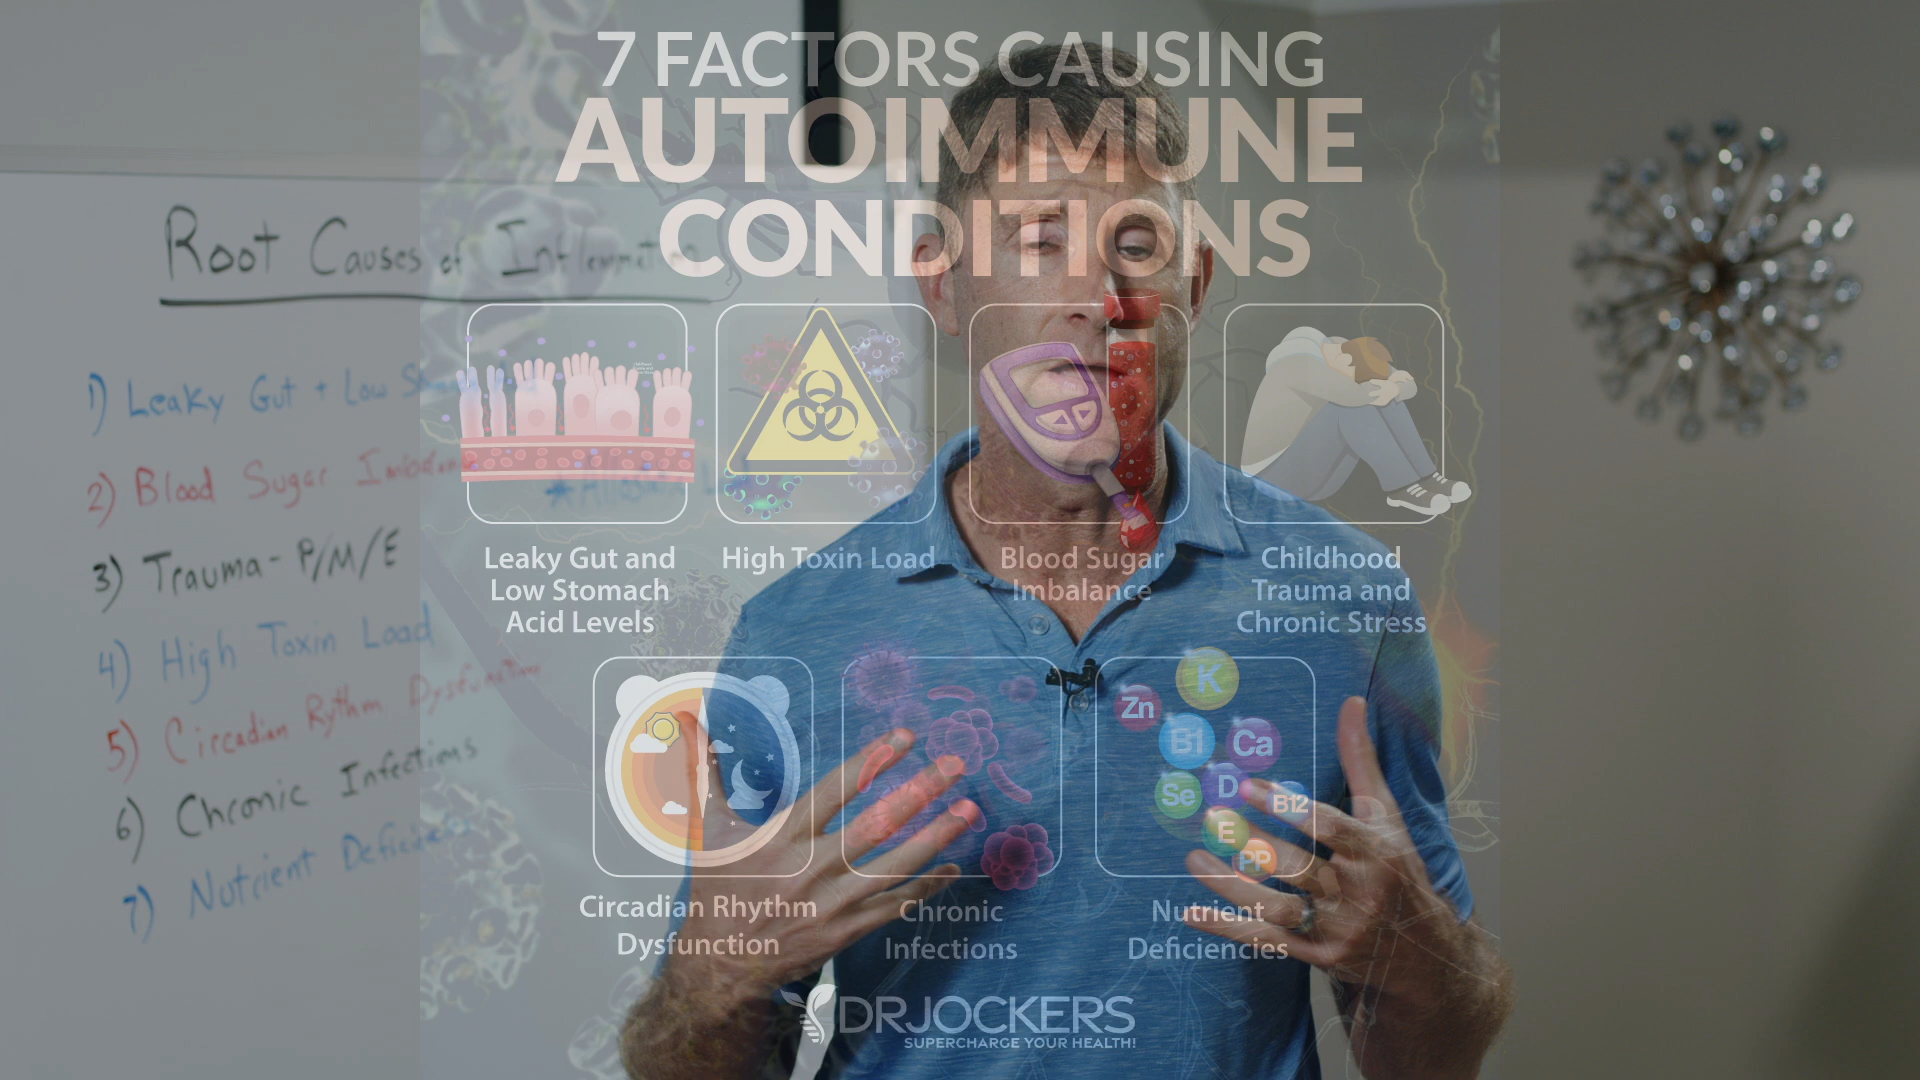 7 FACTORS CAUSING
AUTOIMMUNE
CONDITIONS
Leaky Gut and
Low Stomach
Acid Levels
High Toxin Load
Blood Sugar
Imbalance
Childhood
Trauma and
Chronic Stress
K
Zn
B1
Ca
Se
D
B12
E
PP
Circadian Rhythm
Dysfunction
Chronic
Infections
Nutrient
Deficiencies
DRJOCKERS
SUPERCHARGE YOUR HEALTH!
Root Causes of
1) Leaky Gut + Low
2) Blood Sugar
3) Trauma - P/M/E
4) High Toxin Load
5) Circadian Rythm Dysfunction
6) Chronic Infections
7) Nutrient